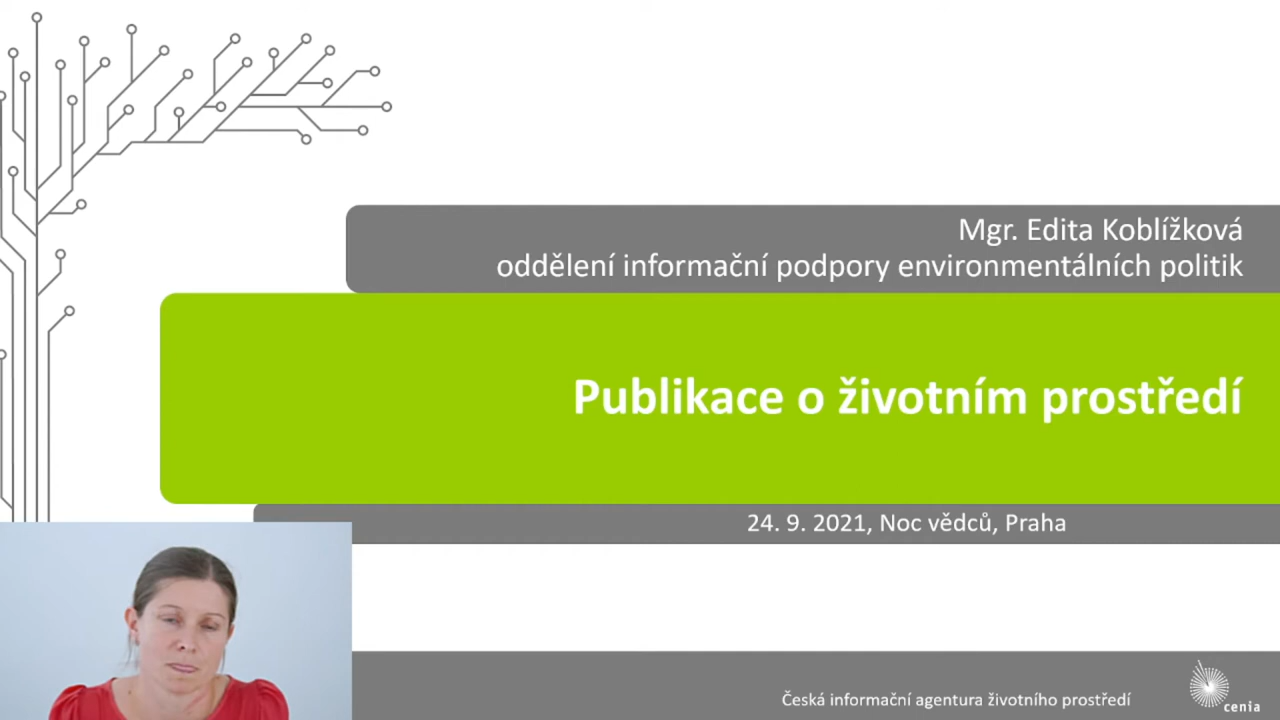 Mgr. Edita Koblížková
oddělení informační podpory environmentálních politik
Publikace o životním prostředí
24. 9. 2021, Noc vědců, Praha
Česká informační agentura životního prostředí
cenia